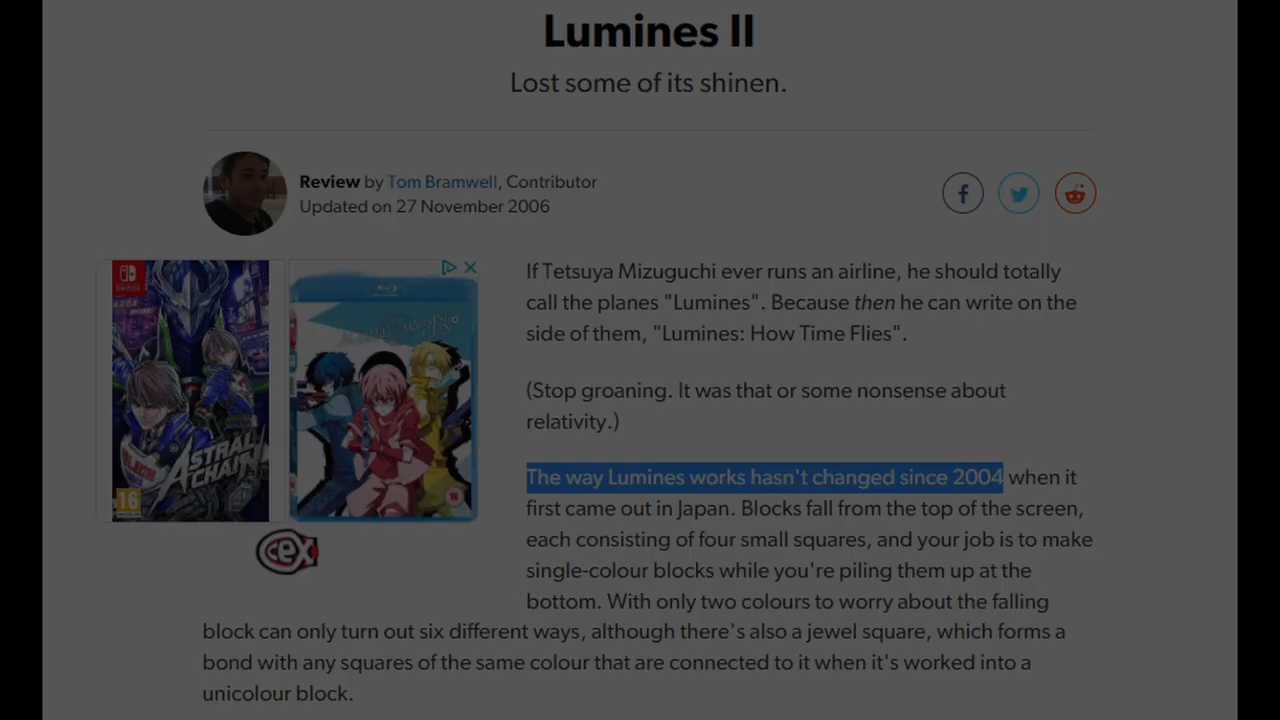 Lumines II
Lost some of its shinen.
Review by Tom Bramwell, Contributor
Updated on 27 November 2006
If Tetsuya Mizuguchi ever runs an airline, he should totally
call the planes "Lumines". Because then he can write on the
side of them, "Lumines: How Time Flies".
(Stop groaning. It was that or some nonsense about
relativity.)
The way Lumines works hasn't changed since 2004 when it
first came out in Japan. Blocks fall from the top of the screen,
each consisting of four small squares, and your job is to make
single-colour blocks while you're piling them up at the
bottom. With only two colours to worry about the falling
block can only turn out six different ways, although there's also a jewel square, which forms a
bond with any squares of the same colour that are connected to it when it's worked into a
unicolour block.
ASTRAL
CHAIN
16
cex